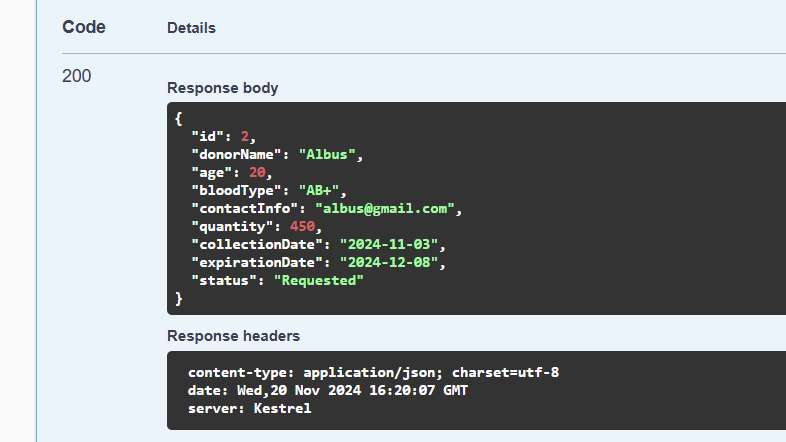 Code Details
200
Response body
{
"id": 2,
"donorName": "Albus",
"age": 20,
"bloodType": "AB+",
"contactInfo": "albus@gmail.com",
"quantity": 450,
"collectionDate": "2024-11-03",
"expirationDate": "2024-12-08",
"status": "Requested"
}
Response headers
content-type: application/json; charset=utf-8
date: Wed,20 Nov 2024 16:20:07 GMT
server: Kestrel